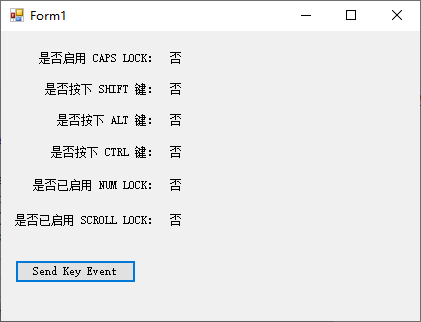 Form1
是否启用 CAPS LOCK: 否
是否按下 SHIFT 键: 否
是否按下 ALT 键: 否
是否按下 CTRL 键: 否
是否已启用 NUM LOCK: 否
是否已启用 SCROLL LOCK: 否
Send Key Event